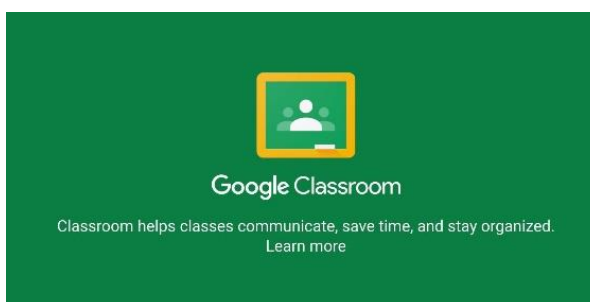 Google Classroom
Classroom helps classes communicate, save time, and stay organized.
Learn more